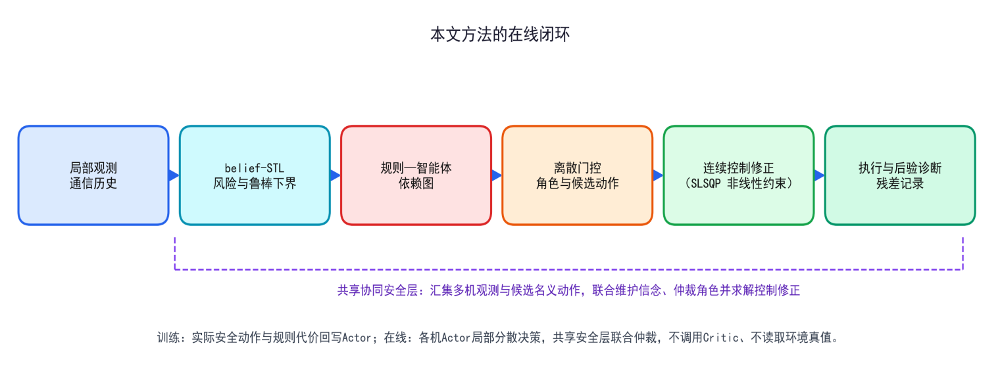 本文方法的在线闭环
局部观测
通信历史
belief-STL
风险与鲁棒下界
规则—智能体
依赖图
离散门控
角色与候选动作
连续控制修正
（SLSQP 非线性约束）
执行与后验诊断
残差记录
共享协同安全层：汇集多机观测与候选名义动作，联合维护信念、仲裁角色并求解控制修正
训练：实际安全动作与规则代价回写Actor；在线：各机Actor局部分散决策，共享安全层联合仲裁，不调用Critic、不读取环境真值。